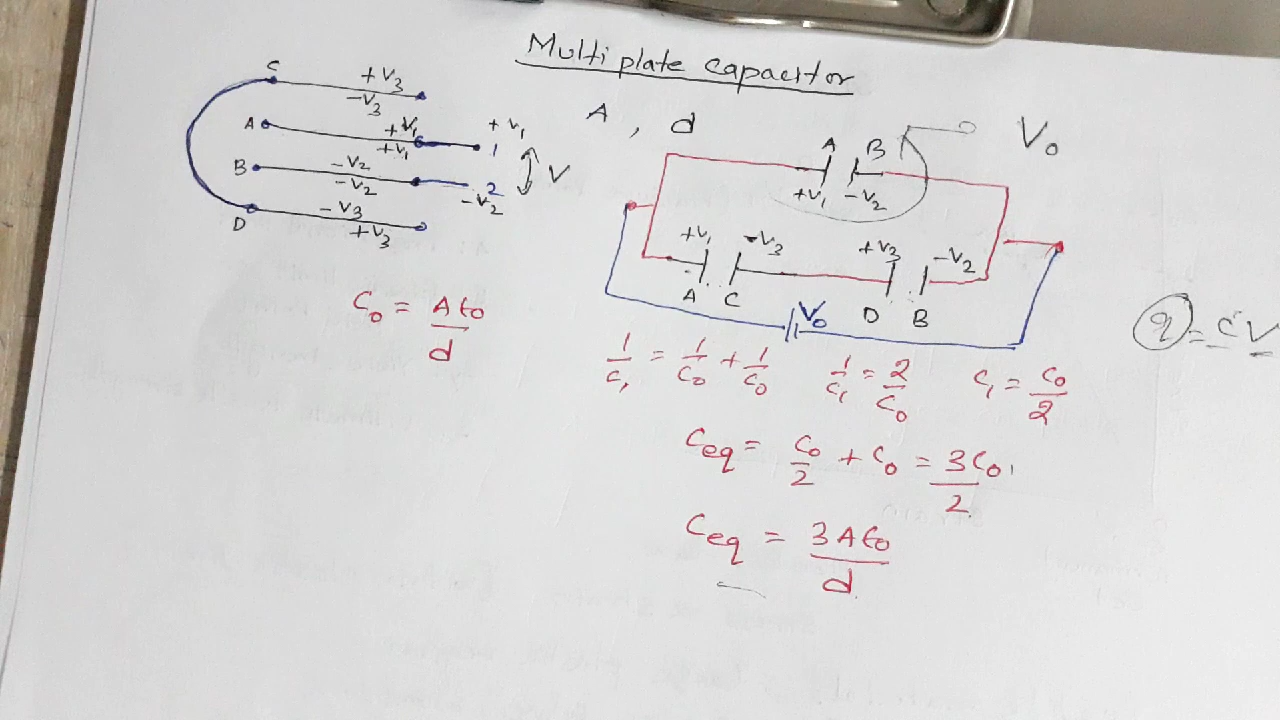 Multiplate capacitor
C +V₃
-V₃
A +V₁ +V₁ 1
+V₁
B -V₂ 2 V
-V₂ -V₂
D -V₃
+V₃
A, d
V₀
A B
+V₁ -V₂
+V₁ -V₃ +V₃ -V₂
A C D B
V₀
C₀ = Aε₀/d
1/C₁ = 1/C₀ + 1/C₀ 1/C₁ = 2/C₀ C₁ = C₀/2
q = CV
Ceq = C₀/2 + C₀ = 3C₀/2
Ceq = 3Aε₀/d